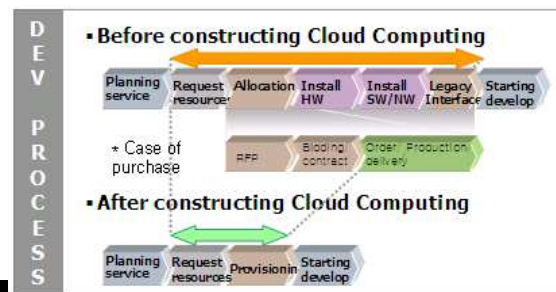 DEV PROCESS
▪ Before constructing Cloud Computing
Planning service
Request resources
Allocation
Install HW
Install SW/NW
Legacy Interface
Starting develop
* Case of purchase
RFP
Bidding/ contract
Order/ Production delivery
▪ After constructing Cloud Computing
Planning service
Request resources
Provisionin
Starting develop